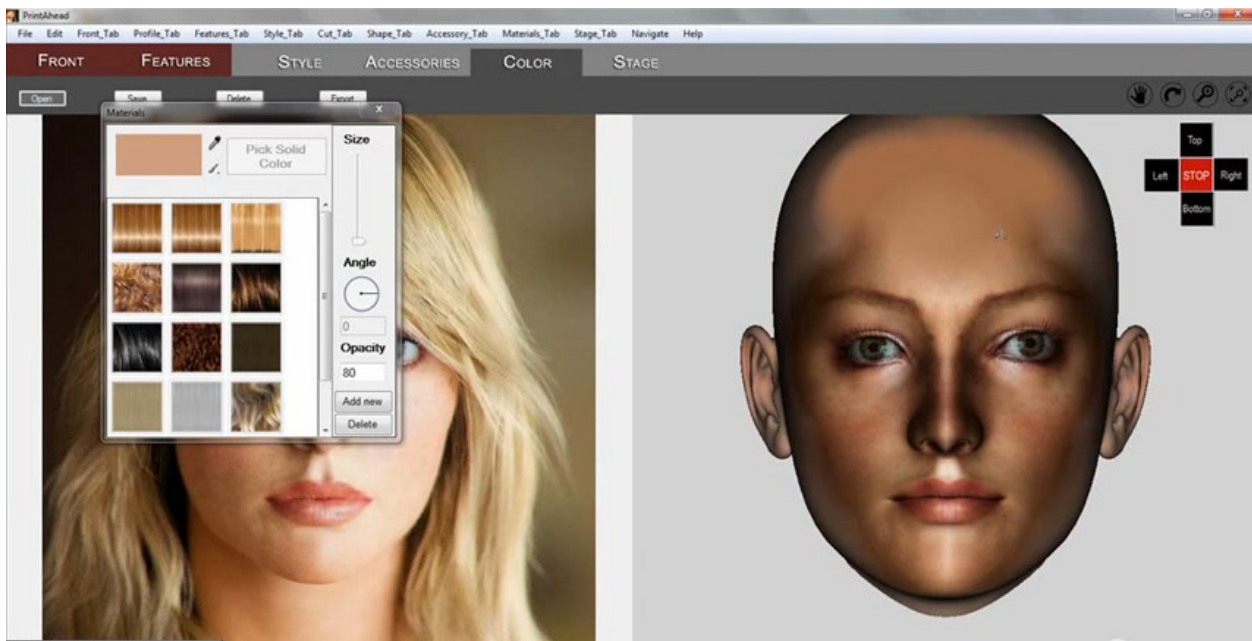 PrintAhead
File Edit Front_Tab Profile_Tab Features_Tab Style_Tab Cut_Tab Shape_Tab Accessory_Tab Materials_Tab Stage_Tab Navigate Help
FRONT FEATURES STYLE ACCESSORIES COLOR STAGE
Open Save Delete Export
Materials X
Pick Solid
Color
Size
Angle
0
Opacity
80
Add new
Delete
Top
Left STOP Right
Bottom